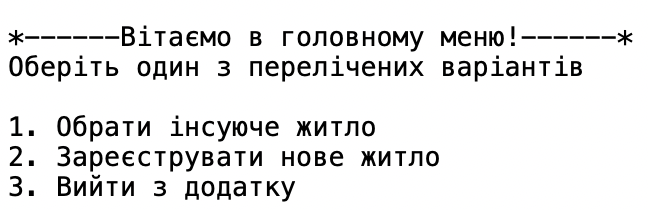 *------Вітаємо в головному меню!------*
Оберіть один з перелічених варіантів
1. Обрати інсуюче житло
2. Зареєструвати нове житло
3. Вийти з додатку